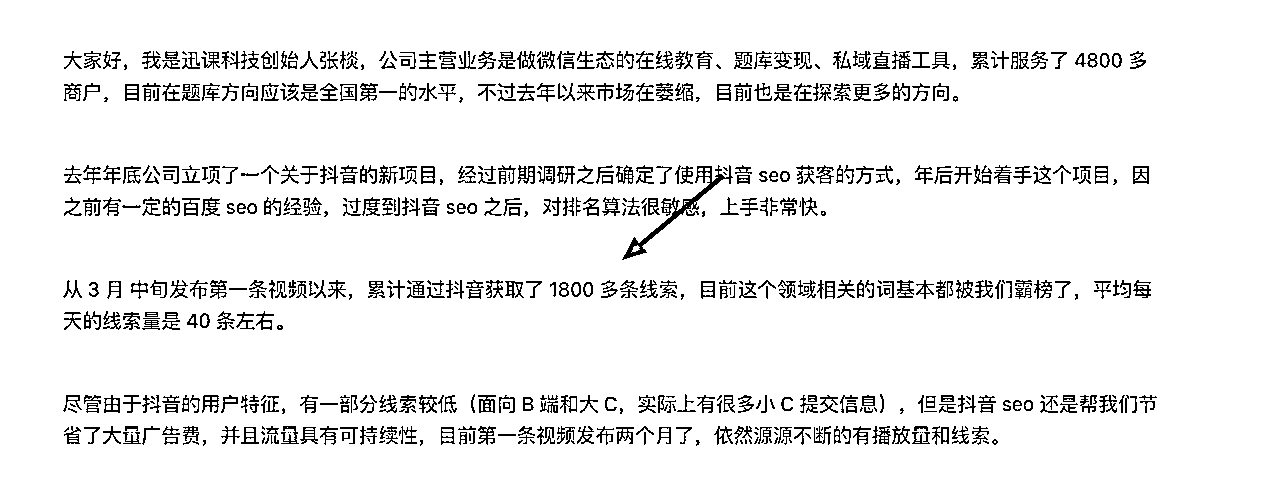 大家好，我是迅课科技创始人张棪，公司主营业务是做微信生态的在线教育、题库变现、私域直播工具，累计服务了 4800 多
商户，目前在题库方向应该是全国第一的水平，不过去年以来市场在萎缩，目前也是在探索更多的方向。
去年年底公司立项了一个关于抖音的新项目，经过前期调研之后确定了使用抖音 seo 获客的方式，年后开始着手这个项目，因
之前有一定的百度 seo 的经验，过度到抖音 seo 之后，对排名算法很敏感，上手非常快。
从 3 月 中旬发布第一条视频以来，累计通过抖音获取了 1800 多条线索，目前这个领域相关的词基本都被我们霸榜了，平均每
天的线索量是 40 条左右。
尽管由于抖音的用户特征，有一部分线索较低（面向 B 端和大 C，实际上有很多小 C 提交信息），但是抖音 seo 还是帮我们节
省了大量广告费，并且流量具有可持续性，目前第一条视频发布两个月了，依然源源不断的有播放量和线索。